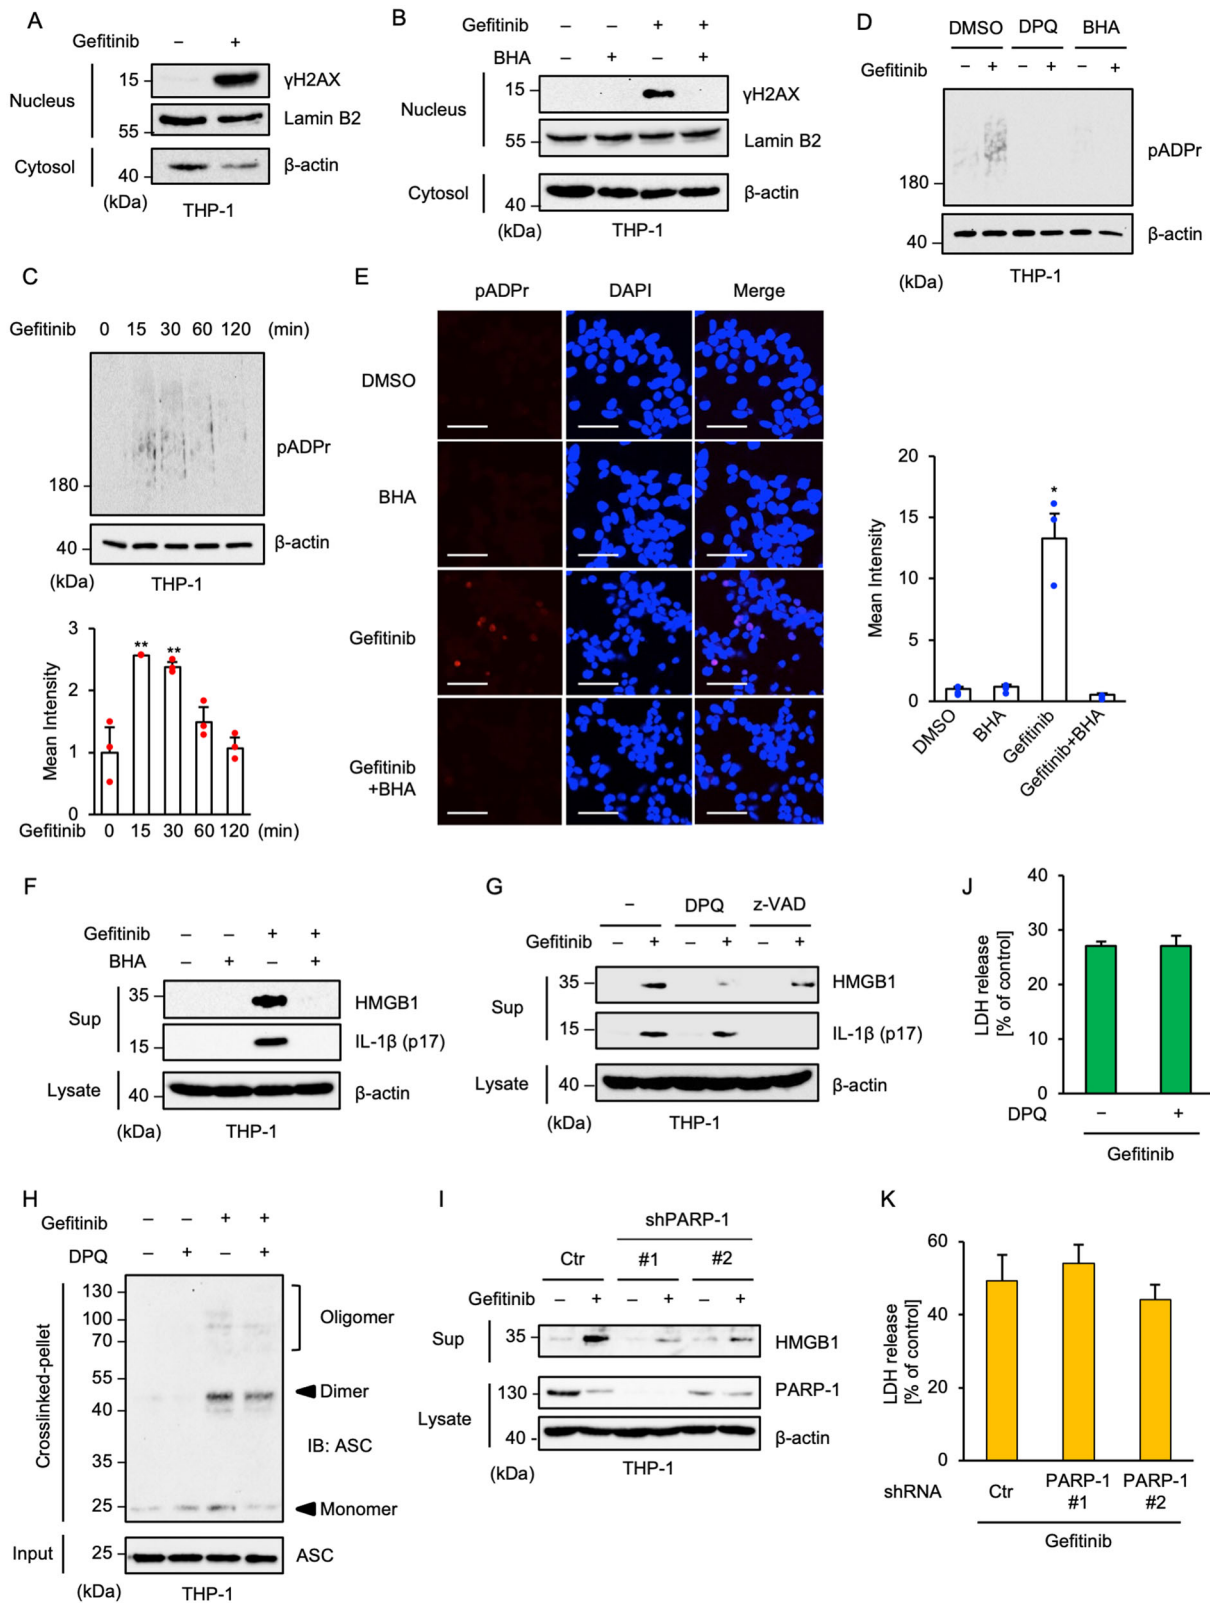 A
Gefitinib – +
Nucleus
15 γH2AX
55 Lamin B2
Cytosol
40 β-actin
(kDa) THP-1
B
Gefitinib – – + +
BHA – + – +
Nucleus
15 γH2AX
55 Lamin B2
Cytosol
40 β-actin
(kDa) THP-1
D
DMSO DPQ BHA
Gefitinib – + – + – +
pADPr
180
40 β-actin
(kDa) THP-1
C
Gefitinib 0 15 30 60 120 (min)
pADPr
180
40 β-actin
(kDa) THP-1
Mean Intensity
3
2
1
0
** **
Gefitinib 0 15 30 60 120 (min)
E
pADPr DAPI Merge
DMSO
BHA
Gefitinib
Gefitinib
+BHA
Mean Intensity
20
15
10
5
0
*
DMSO BHA Gefitinib Gefitinib+BHA
F
Gefitinib – – + +
BHA – + – +
Sup
35 HMGB1
15 IL-1β (p17)
Lysate 40 β-actin
(kDa) THP-1
G
– DPQ z-VAD
Gefitinib – + – + – +
Sup
35 HMGB1
15 IL-1β (p17)
Lysate 40 β-actin
(kDa) THP-1
J
LDH release
[% of control]
40
30
20
10
0
DPQ – +
Gefitinib
H
Gefitinib – – + +
DPQ – + – +
Crosslinked-pellet
130
100 Oligomer
70
55
Dimer
40
IB: ASC
35
25 Monomer
Input 25 ASC
(kDa) THP-1
I
shPARP-1
Ctr #1 #2
Gefitinib – + – + – +
Sup 35 HMGB1
Lysate
130 PARP-1
40 β-actin
(kDa) THP-1
K
LDH release
[% of control]
60
40
20
0
shRNA Ctr PARP-1 PARP-1
#1 #2
Gefitinib